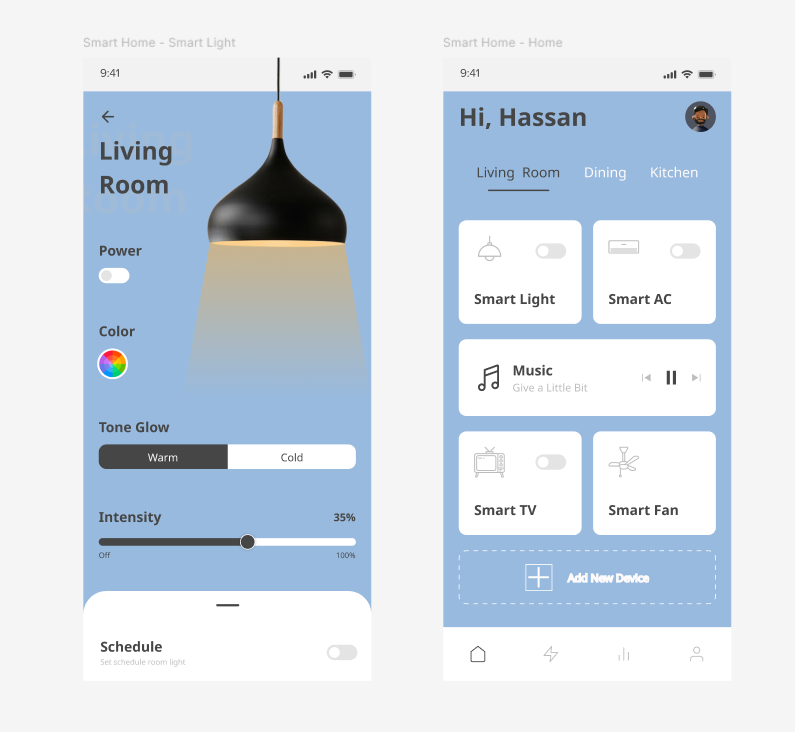 Smart Home - Smart Light
9:41
Living
Room
Living
Room
Power
Color
Tone Glow
Warm
Cold
Intensity
35%
Off
100%
Schedule
Set schedule room light
Smart Home - Home
9:41
Hi, Hassan
Living Room
Dining
Kitchen
Smart Light
Smart AC
Music
Give a Little Bit
Smart TV
Smart Fan
Add New Device